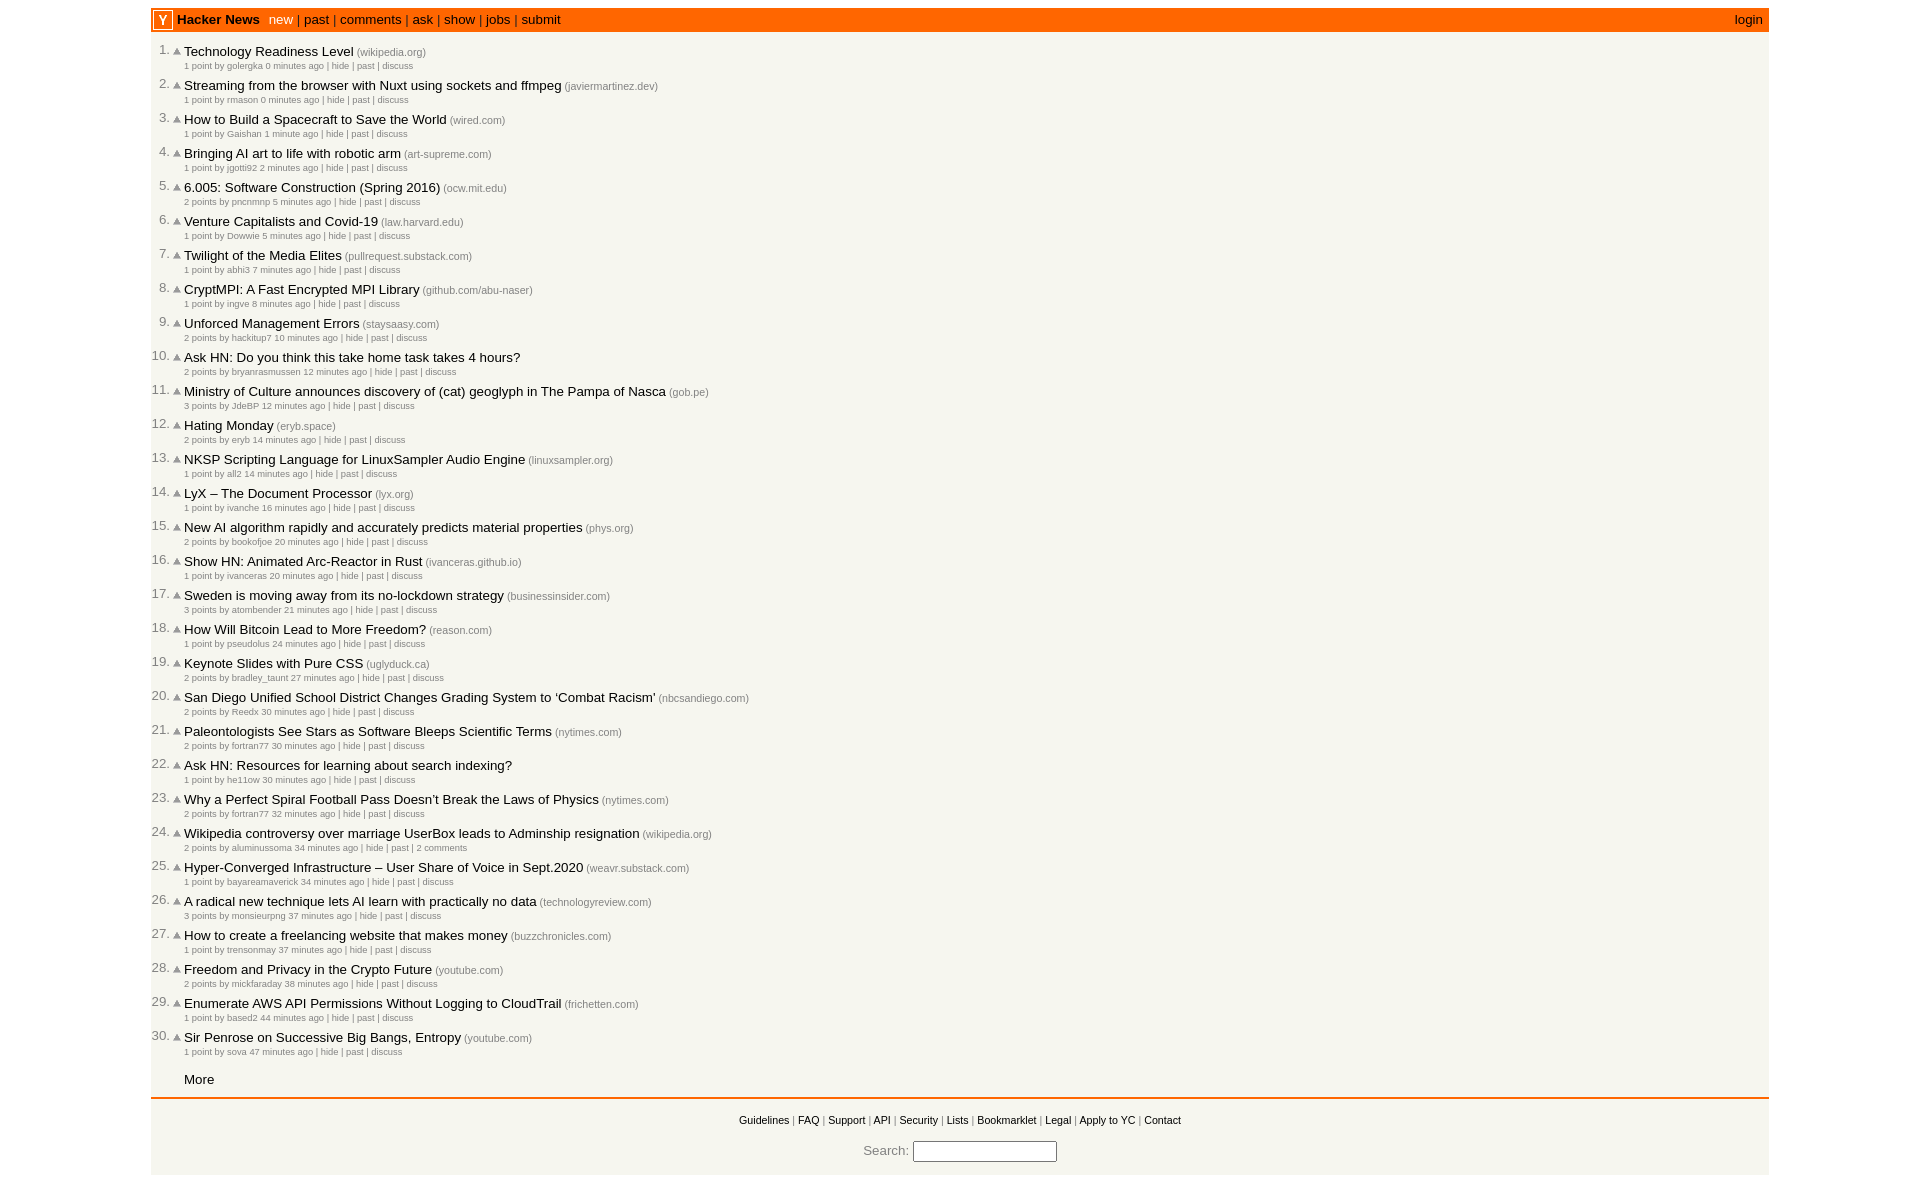 Y Hacker News new | past | comments | ask | show | jobs | submit login
1. Technology Readiness Level (wikipedia.org)
1 point by golergka 0 minutes ago | hide | past | discuss
2. Streaming from the browser with Nuxt using sockets and ffmpeg (javiermartinez.dev)
1 point by rmason 0 minutes ago | hide | past | discuss
3. How to Build a Spacecraft to Save the World (wired.com)
1 point by Gaishan 1 minute ago | hide | past | discuss
4. Bringing AI art to life with robotic arm (art-supreme.com)
1 point by jgotti92 2 minutes ago | hide | past | discuss
5. 6.005: Software Construction (Spring 2016) (ocw.mit.edu)
2 points by pncnmnp 5 minutes ago | hide | past | discuss
6. Venture Capitalists and Covid-19 (law.harvard.edu)
1 point by Dowwie 5 minutes ago | hide | past | discuss
7. Twilight of the Media Elites (pullrequest.substack.com)
1 point by abhi3 7 minutes ago | hide | past | discuss
8. CryptMPI: A Fast Encrypted MPI Library (github.com/abu-naser)
1 point by ingve 8 minutes ago | hide | past | discuss
9. Unforced Management Errors (staysaasy.com)
2 points by hackitup7 10 minutes ago | hide | past | discuss
10. Ask HN: Do you think this take home task takes 4 hours?
2 points by bryanrasmussen 12 minutes ago | hide | past | discuss
11. Ministry of Culture announces discovery of (cat) geoglyph in The Pampa of Nasca (gob.pe)
3 points by JdeBP 12 minutes ago | hide | past | discuss
12. Hating Monday (eryb.space)
2 points by eryb 14 minutes ago | hide | past | discuss
13. NKSP Scripting Language for LinuxSampler Audio Engine (linuxsampler.org)
1 point by all2 14 minutes ago | hide | past | discuss
14. LyX – The Document Processor (lyx.org)
1 point by ivanche 16 minutes ago | hide | past | discuss
15. New AI algorithm rapidly and accurately predicts material properties (phys.org)
2 points by bookofjoe 20 minutes ago | hide | past | discuss
16. Show HN: Animated Arc-Reactor in Rust (ivanceras.github.io)
1 point by ivanceras 20 minutes ago | hide | past | discuss
17. Sweden is moving away from its no-lockdown strategy (businessinsider.com)
3 points by atombender 21 minutes ago | hide | past | discuss
18. How Will Bitcoin Lead to More Freedom? (reason.com)
1 point by pseudolus 24 minutes ago | hide | past | discuss
19. Keynote Slides with Pure CSS (uglyduck.ca)
2 points by bradley_taunt 27 minutes ago | hide | past | discuss
20. San Diego Unified School District Changes Grading System to ‘Combat Racism’ (nbcsandiego.com)
2 points by Reedx 30 minutes ago | hide | past | discuss
21. Paleontologists See Stars as Software Bleeps Scientific Terms (nytimes.com)
2 points by fortran77 30 minutes ago | hide | past | discuss
22. Ask HN: Resources for learning about search indexing?
1 point by he11ow 30 minutes ago | hide | past | discuss
23. Why a Perfect Spiral Football Pass Doesn’t Break the Laws of Physics (nytimes.com)
2 points by fortran77 32 minutes ago | hide | past | discuss
24. Wikipedia controversy over marriage UserBox leads to Adminship resignation (wikipedia.org)
2 points by aluminussoma 34 minutes ago | hide | past | 2 comments
25. Hyper-Converged Infrastructure – User Share of Voice in Sept.2020 (weavr.substack.com)
1 point by bayareamaverick 34 minutes ago | hide | past | discuss
26. A radical new technique lets AI learn with practically no data (technologyreview.com)
3 points by monsieurpng 37 minutes ago | hide | past | discuss
27. How to create a freelancing website that makes money (buzzchronicles.com)
1 point by trensonmay 37 minutes ago | hide | past | discuss
28. Freedom and Privacy in the Crypto Future (youtube.com)
2 points by mickfaraday 38 minutes ago | hide | past | discuss
29. Enumerate AWS API Permissions Without Logging to CloudTrail (frichetten.com)
1 point by based2 44 minutes ago | hide | past | discuss
30. Sir Penrose on Successive Big Bangs, Entropy (youtube.com)
1 point by sova 47 minutes ago | hide | past | discuss
More
Guidelines | FAQ | Support | API | Security | Lists | Bookmarklet | Legal | Apply to YC | Contact
Search: